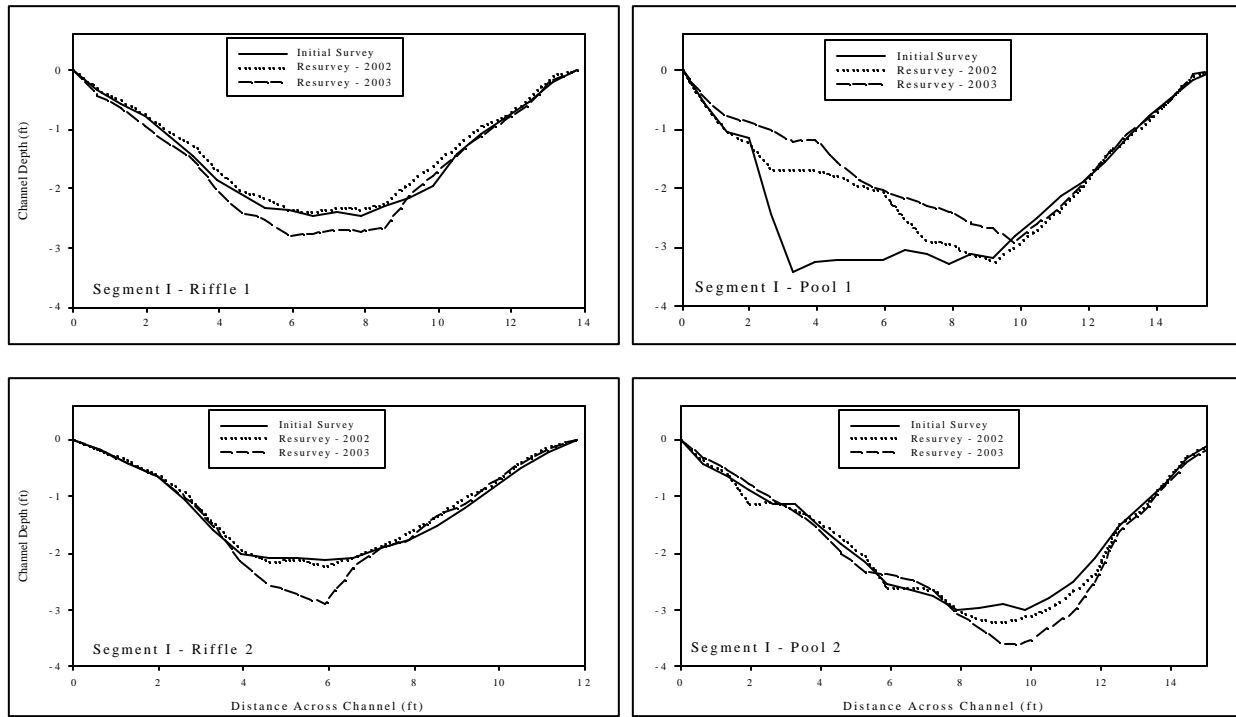 Initial Survey
Resurvey - 2002
Resurvey - 2003
Channel Depth (ft)
0
-1
-2
-3
-4
Segment I - Riffle 1
0 2 4 6 8 10 12 14
Initial Survey
Resurvey - 2002
Resurvey - 2003
0
-1
-2
-3
-4
Segment I - Pool 1
0 2 4 6 8 10 12 14
Initial Survey
Resurvey - 2002
Resurvey - 2003
Channel Depth (ft)
0
-1
-2
-3
-4
Segment I - Riffle 2
0 2 4 6 8 10 12
Distance Across Channel (ft)
Initial Survey
Resurvey - 2002
Resurvey - 2003
0
-1
-2
-3
-4
Segment I - Pool 2
0 2 4 6 8 10 12 14
Distance Across Channel (ft)